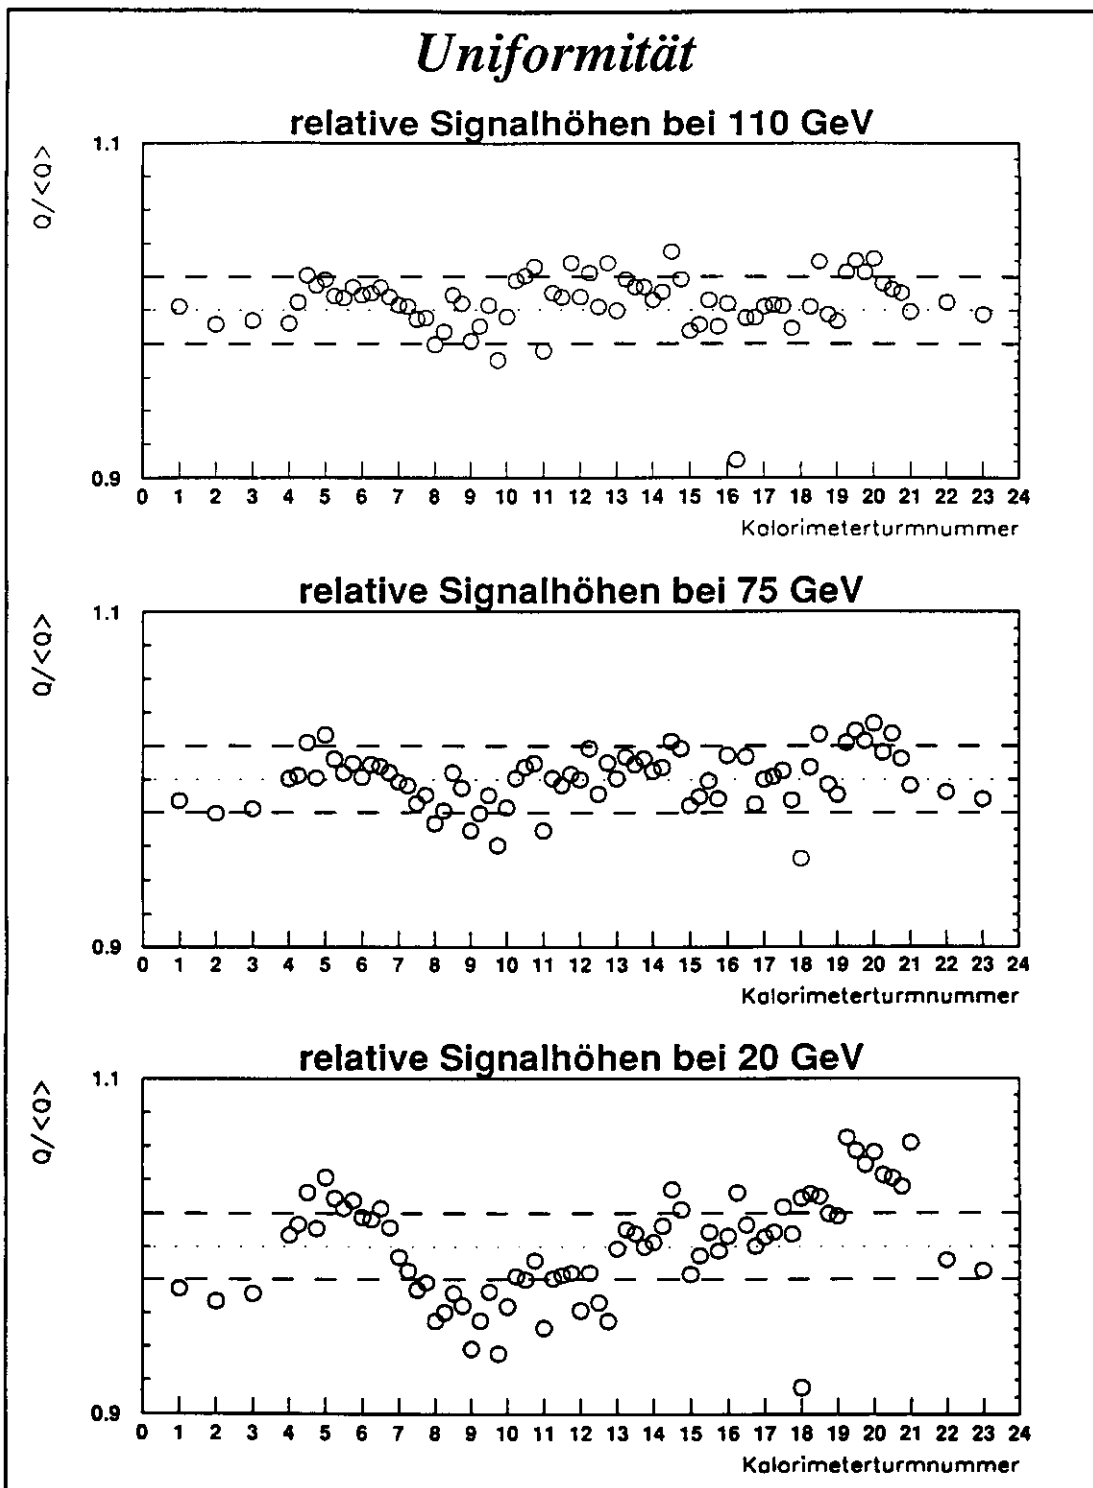 Uniformität
relative Signalhöhen bei 110 GeV
1.1
Q/<Q>
0.9
0 1 2 3 4 5 6 7 8 9 10 11 12 13 14 15 16 17 18 19 20 21 22 23 24
Kalorimeterturmnummer
relative Signalhöhen bei 75 GeV
1.1
Q/<Q>
0.9
0 1 2 3 4 5 6 7 8 9 10 11 12 13 14 15 16 17 18 19 20 21 22 23 24
Kalorimeterturmnummer
relative Signalhöhen bei 20 GeV
1.1
Q/<Q>
0.9
0 1 2 3 4 5 6 7 8 9 10 11 12 13 14 15 16 17 18 19 20 21 22 23 24
Kalorimeterturmnummer